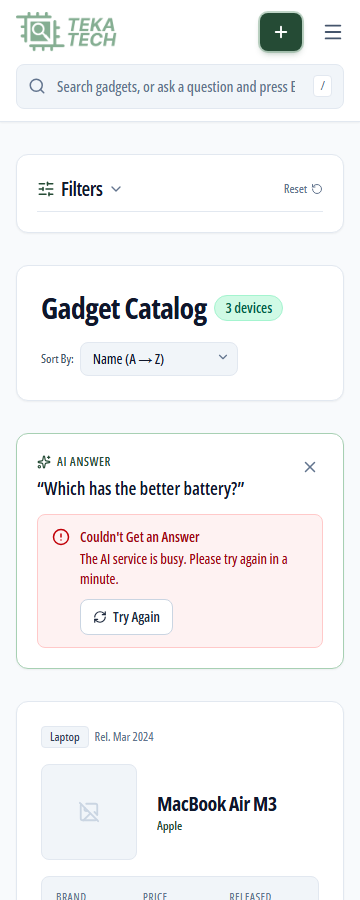 TEKA
TECH
Search gadgets, or ask a question and press E
/
Filters
Reset
Gadget Catalog
3 devices
Sort By:
Name (A → Z)
AI ANSWER
“Which has the better battery?”
Couldn't Get an Answer
The AI service is busy. Please try again in a
minute.
Try Again
Laptop
Rel. Mar 2024
MacBook Air M3
Apple
BRAND
PRICE
RELEASED